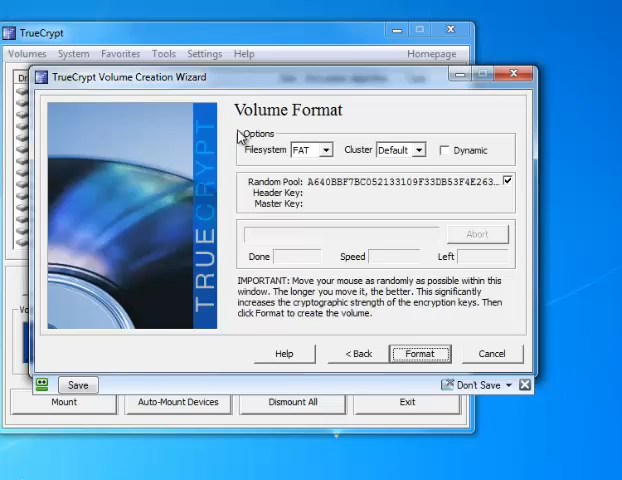 TrueCrypt
Volumes System Favorites Tools Settings Help Homepage
Dr
TrueCrypt Volume Creation Wizard
TRUECRYPT
Volume Format
Options
Filesystem FAT Cluster Default Dynamic
Random Pool: A640BBF7BC052133109F33DB53F4E263...
Header Key:
Master Key:
Abort
Done Speed Left
IMPORTANT: Move your mouse as randomly as possible within this
window. The longer you move it, the better. This significantly
increases the cryptographic strength of the encryption keys. Then
click Format to create the volume.
Help < Back Format Cancel
Vo
Save Don't Save
Mount Auto-Mount Devices Dismount All Exit